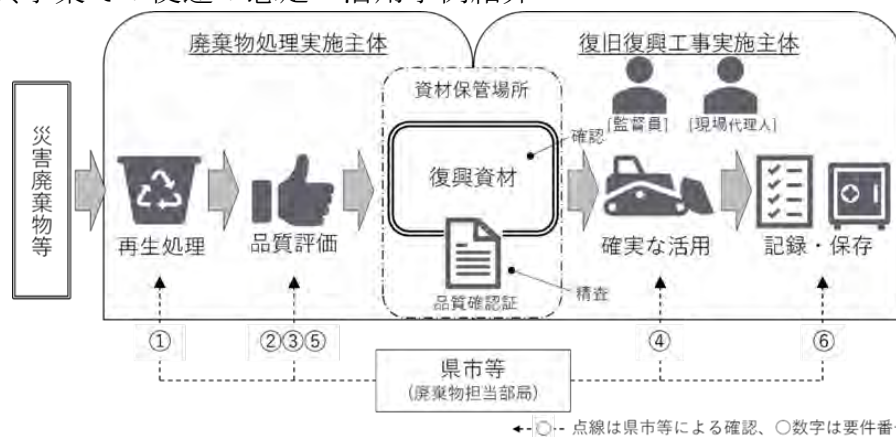 廃棄物処理実施主体
復旧復興工事実施主体
資材保管場所
[監督員]
[現場代理人]
確認
災害廃棄物等
復興資材
再生処理
品質評価
確実な活用
記録・保存
品質確認証
精査
①
②③⑤
④
⑥
県市等
(廃棄物担当部局)
点線は県市等による確認、〇数字は要件番